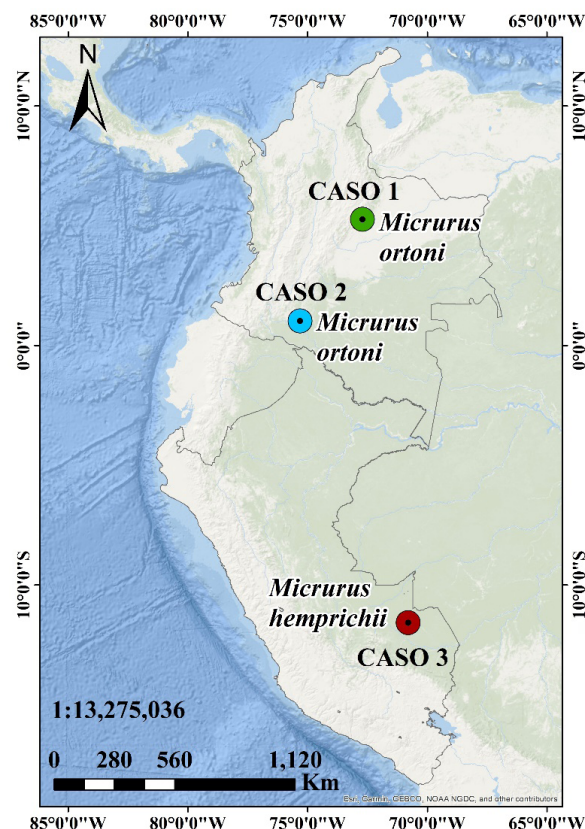 85°0'0"W 80°0'0"W 75°0'0"W 70°0'0"W 65°0'0"W
N
10°0'0"N 10°0'0"N
CASO 1
Micrurus
ortoni
CASO 2
Micrurus
ortoni
0°0'0" 0°0'0"
10°0'0"S 10°0'0"S
Micrurus
hemprichii
CASO 3
1:13,275,036
0 280 560 1,120
Km
Esri, Garmin, GEBCO, NOAA NGDC, and other contributors
85°0'0"W 80°0'0"W 75°0'0"W 70°0'0"W 65°0'0"W